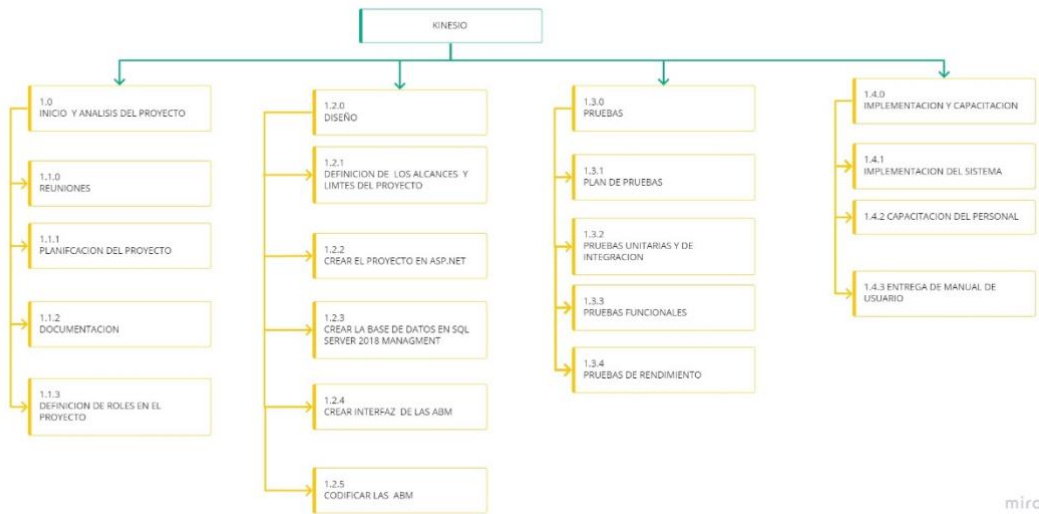 KINESIO
1.0
INICIO Y ANALISIS DEL PROYECTO
1.1.0
REUNIONES
1.1.1
PLANIFCACION DEL PROYECTO
1.1.2
DOCUMENTACION
1.1.3
DEFINICION DE ROLES EN EL
PROYECTO
1.2.0
DISEÑO
1.2.1
DEFINICION DE LOS ALCANCES Y
LIMTES DEL PROYECTO
1.2.2
CREAR EL PROYECTO EN ASP.NET
1.2.3
CREAR LA BASE DE DATOS EN SQL
SERVER 2018 MANAGMENT
1.2.4
CREAR INTERFAZ DE LAS ABM
1.2.5
CODIFICAR LAS ABM
1.3.0
PRUEBAS
1.3.1
PLAN DE PRUEBAS
1.3.2
PRUEBAS UNITARIAS Y DE
INTEGRACION
1.3.3
PRUEBAS FUNCIONALES
1.3.4
PRUEBAS DE RENDIMIENTO
1.4.0
IMPLEMENTACION Y CAPACITACION
1.4.1
IMPLEMENTACION DEL SISTEMA
1.4.2 CAPACITACION DEL PERSONAL
1.4.3 ENTREGA DE MANUAL DE
USUARIO
miro